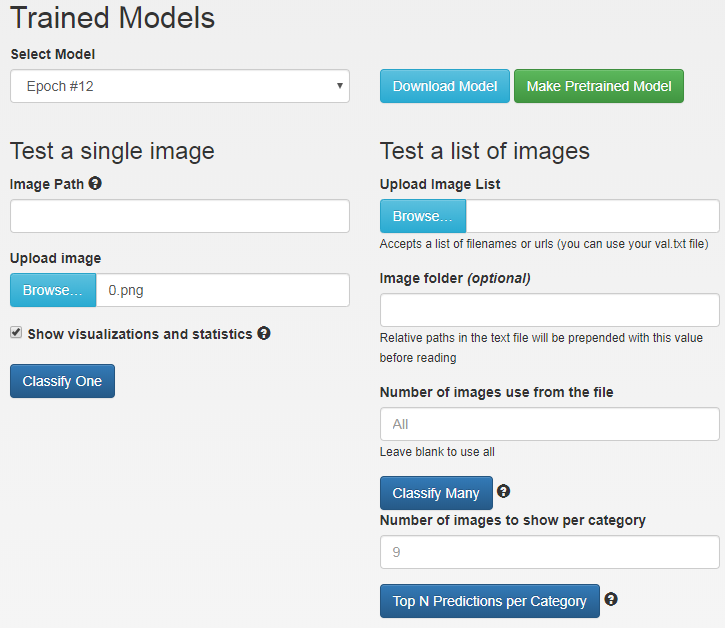 Trained Models
Select Model
Epoch #12
Download Model
Make Pretrained Model
Test a single image
Image Path
Upload image
Browse...
0.png
Show visualizations and statistics
Classify One
Test a list of images
Upload Image List
Browse...
Accepts a list of filenames or urls (you can use your val.txt file)
Image folder (optional)
Relative paths in the text file will be prepended with this value
before reading
Number of images use from the file
All
Leave blank to use all
Classify Many
Number of images to show per category
9
Top N Predictions per Category